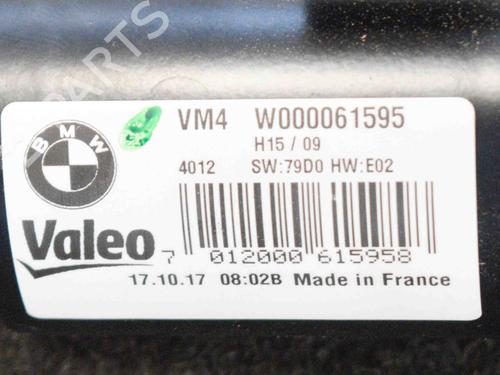 BMW
VM4 W000061595
H15 / 09
4012 SW:79D0 HW:E02
Valeo
7 012000 615958
17.10.17 08:02B Made in France
PARTS